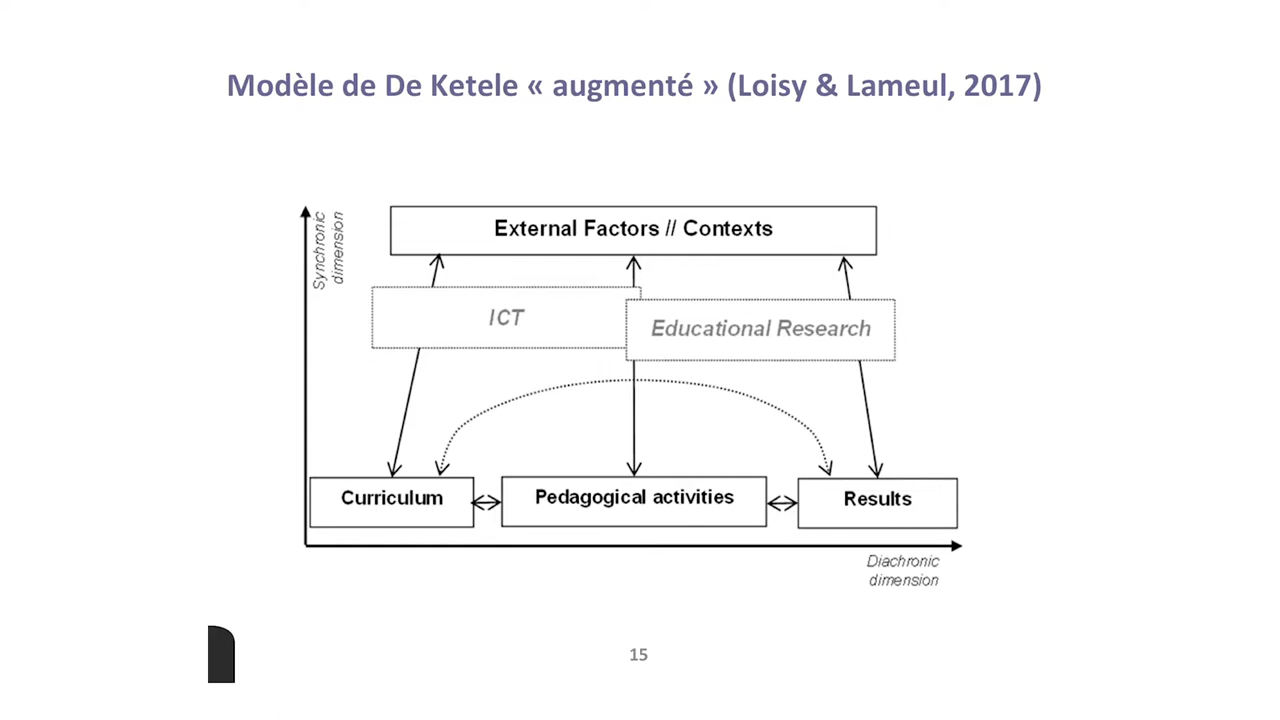 Modèle de De Ketele « augmenté » (Loisy & Lameul, 2017)
Synchronic
dimension
External Factors // Contexts
ICT
Educational Research
Curriculum
Pedagogical activities
Results
Diachronic
dimension
15